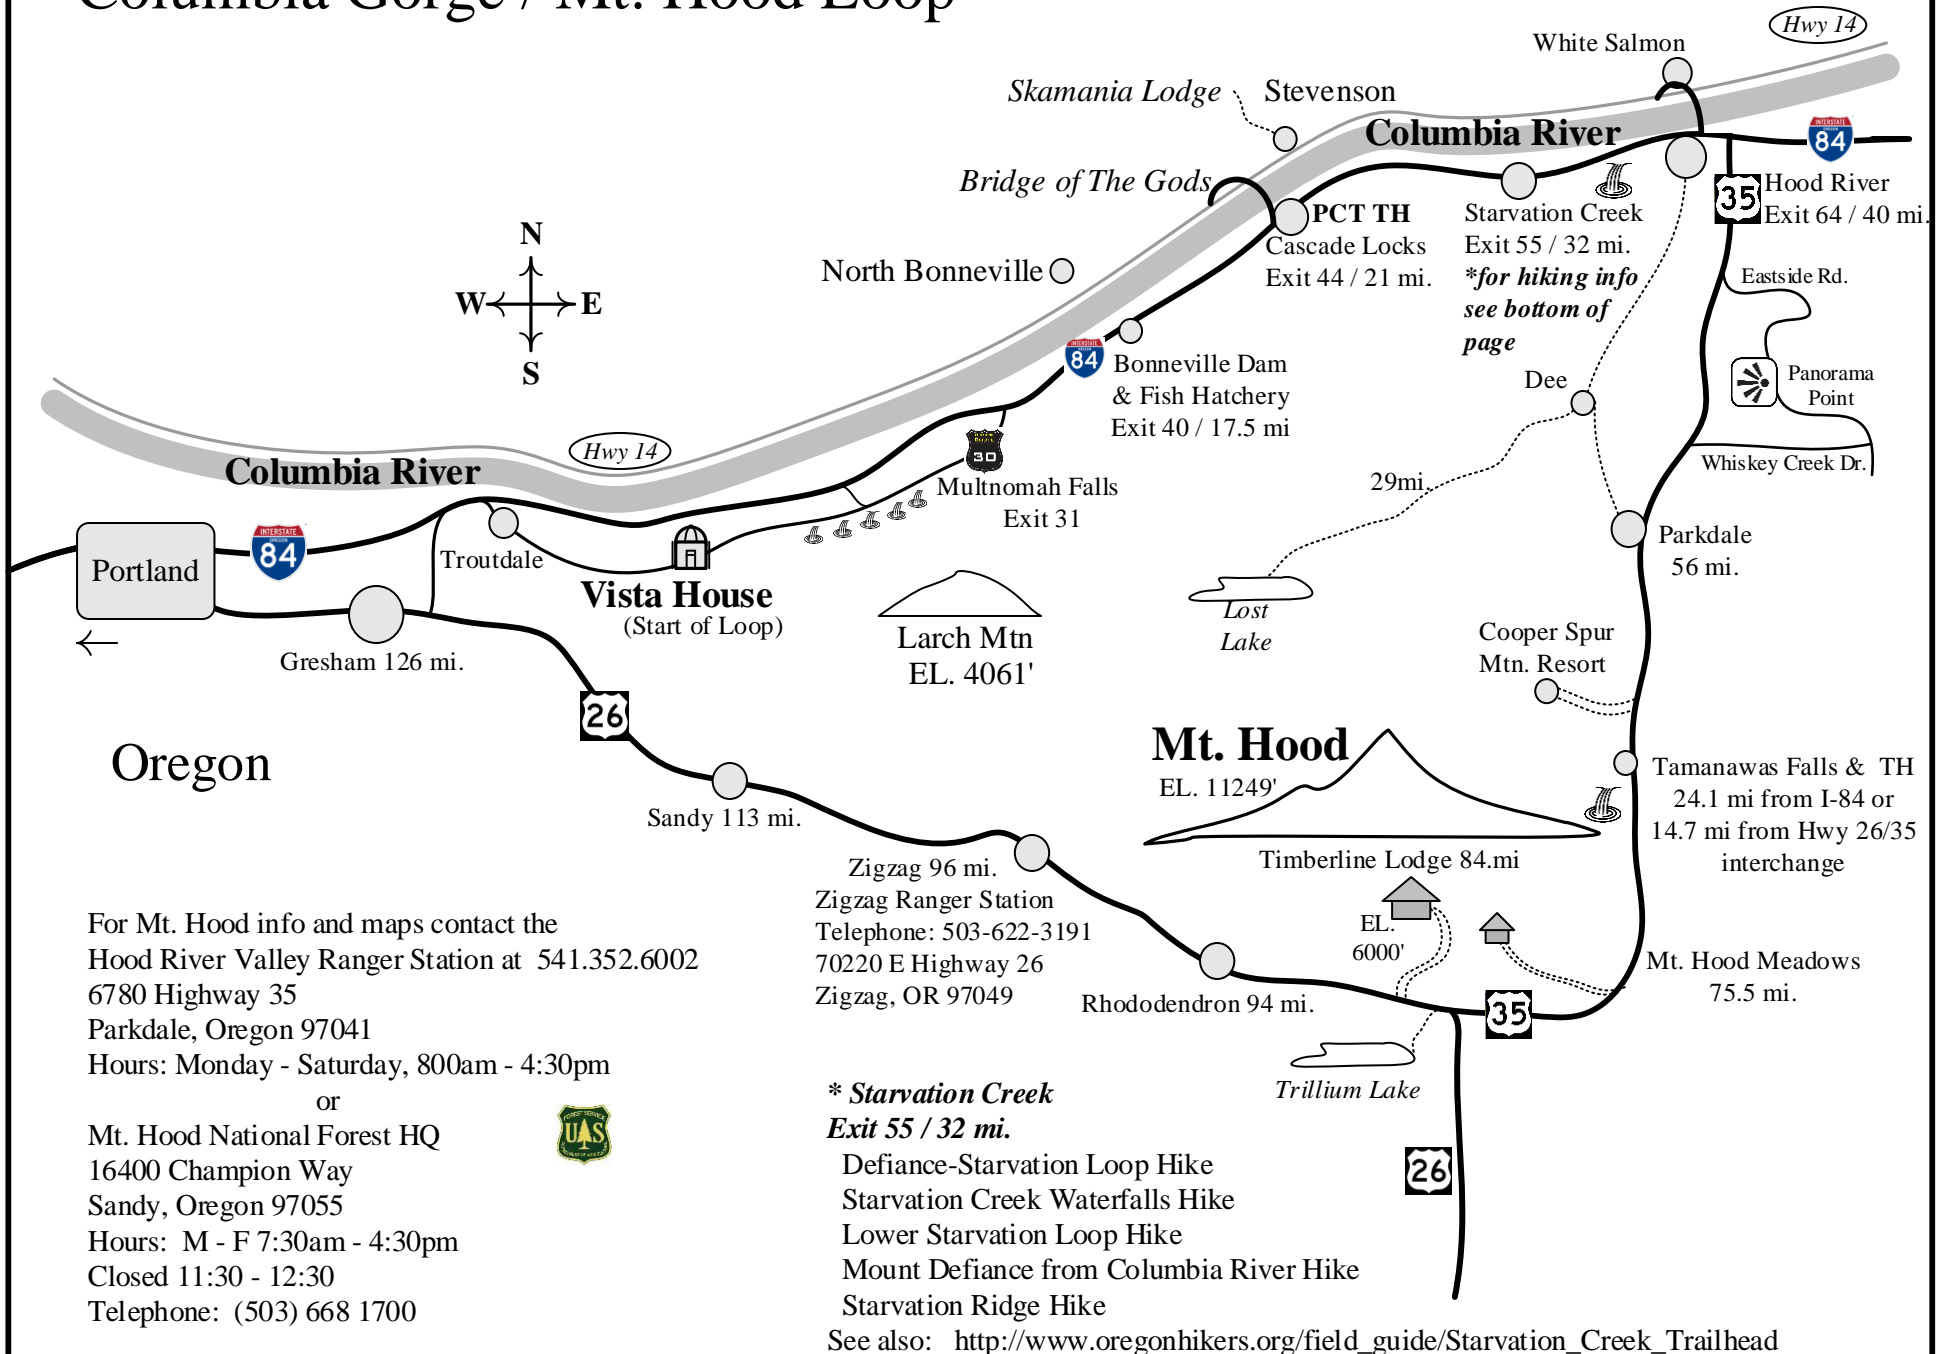 Columbia Gorge / Mt. Hood Loop
Hwy 14
White Salmon
Skamania Lodge
Stevenson
Columbia River
INTERSTATE
OREGON
84
Bridge of The Gods
PCT TH
Cascade Locks
Exit 44 / 21 mi.
Starvation Creek
Exit 55 / 32 mi.
*for hiking info
see bottom of
page
35
Hood River
Exit 64 / 40 mi.
N
W
E
S
North Bonneville
Eastside Rd.
INTERSTATE
OREGON
84
Bonneville Dam
& Fish Hatchery
Exit 40 / 17.5 mi
Dee
Panorama
Point
Hwy 14
Columbia River
30
Whiskey Creek Dr.
Multnomah Falls
Exit 31
29mi.
Portland
INTERSTATE
OREGON
84
Troutdale
Parkdale
56 mi.
Vista House
(Start of Loop)
Larch Mtn
EL. 4061'
Lost
Lake
Gresham 126 mi.
Cooper Spur
Mtn. Resort
26
Oregon
Mt. Hood
EL. 11249'
Tamanawas Falls & TH
24.1 mi from I-84 or
14.7 mi from Hwy 26/35
interchange
Sandy 113 mi.
Timberline Lodge 84.mi
Zigzag 96 mi.
Zigzag Ranger Station
Telephone: 503-622-3191
70220 E Highway 26
Zigzag, OR 97049
EL.
6000'
Mt. Hood Meadows
75.5 mi.
Rhododendron 94 mi.
35
Trillium Lake
26
For Mt. Hood info and maps contact the
Hood River Valley Ranger Station at 541.352.6002
6780 Highway 35
Parkdale, Oregon 97041
Hours: Monday - Saturday, 800am - 4:30pm
or
Mt. Hood National Forest HQ
16400 Champion Way
Sandy, Oregon 97055
Hours: M - F 7:30am - 4:30pm
Closed 11:30 - 12:30
Telephone: (503) 668 1700
FOREST SERVICE
UAS
* Starvation Creek
Exit 55 / 32 mi.
Defiance-Starvation Loop Hike
Starvation Creek Waterfalls Hike
Lower Starvation Loop Hike
Mount Defiance from Columbia River Hike
Starvation Ridge Hike
See also: http://www.oregonhikers.org/field_guide/Starvation_Creek_Trailhead